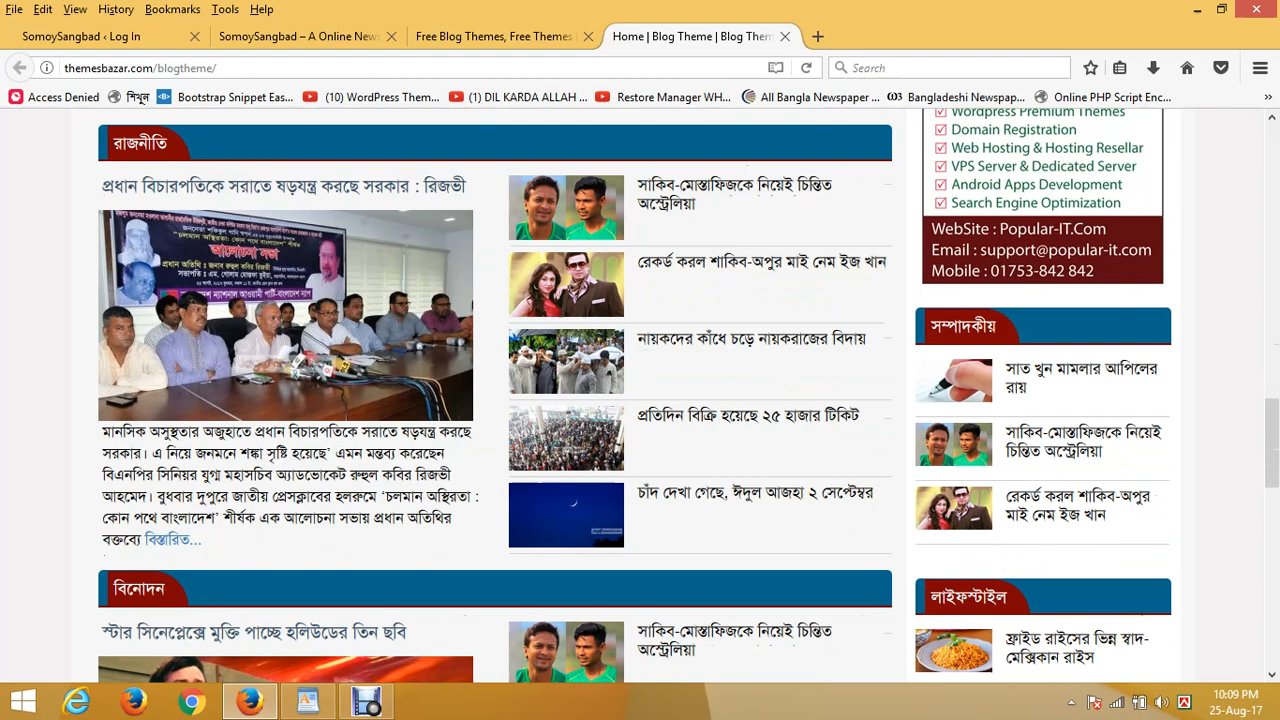 File Edit View History Bookmarks Tools Help
SomoySangbad ‹ Log In
SomoySangbad – A Online News
Free Blog Themes, Free Themes
Home | Blog Theme | Blog Them
themesbazar.com/blogtheme/
Search
Access Denied
শিখুন
Bootstrap Snippet Eas...
(10) WordPress Them...
(1) DIL KARDA ALLAH ...
Restore Manager WH...
All Bangla Newspaper ...
Bangladeshi Newspap...
Online PHP Script Enc...
রাজনীতি
প্রধান বিচারপতিকে সরাতে ষড়যন্ত্র করছে সরকার : রিজভী
আলোচনা সভা
মানসিক অসুস্থতার অজুহাতে প্রধান বিচারপতিকে সরাতে ষড়যন্ত্র করছে
সরকার। এ নিয়ে জনমনে শঙ্কা সৃষ্টি হয়েছে’ এমন মন্তব্য করেছেন
বিএনপির সিনিয়র যুগ্ম মহাসচিব অ্যাডভোকেট রুহুল কবির রিজভী
আহমেদ। বুধবার দুপুরে জাতীয় প্রেসক্লাবের হলরুমে ‘চলমান অস্থিরতা :
কোন পথে বাংলাদেশ’ শীর্ষক এক আলোচনা সভায় প্রধান অতিথির
বক্তব্যে বিস্তারিত...
সাকিব-মোস্তাফিজকে নিয়েই চিন্তিত
অস্ট্রেলিয়া
রেকর্ড করল শাকিব-অপুর মাই নেম ইজ খান
নায়কদের কাঁধে চড়ে নায়করাজের বিদায়
প্রতিদিন বিক্রি হয়েছে ২৫ হাজার টিকিট
চাঁদ দেখা গেছে, ঈদুল আজহা ২ সেপ্টেম্বর
বিনোদন
স্টার সিনেপ্লেক্সে মুক্তি পাচ্ছে হলিউডের তিন ছবি
সাকিব-মোস্তাফিজকে নিয়েই চিন্তিত
অস্ট্রেলিয়া
Wordpress Premium Themes
Domain Registration
Web Hosting & Hosting Resellar
VPS Server & Dedicated Server
Android Apps Development
Search Engine Optimization
WebSite : Popular-IT.Com
Email : support@popular-it.com
Mobile : 01753-842 842
সম্পাদকীয়
সাত খুন মামলার আপিলের
রায়
সাকিব-মোস্তাফিজকে নিয়েই
চিন্তিত অস্ট্রেলিয়া
রেকর্ড করল শাকিব-অপুর
মাই নেম ইজ খান
লাইফস্টাইল
ফ্রাইড রাইসের ভিন্ন স্বাদ-
মেক্সিকান রাইস
10:09 PM
25-Aug-17